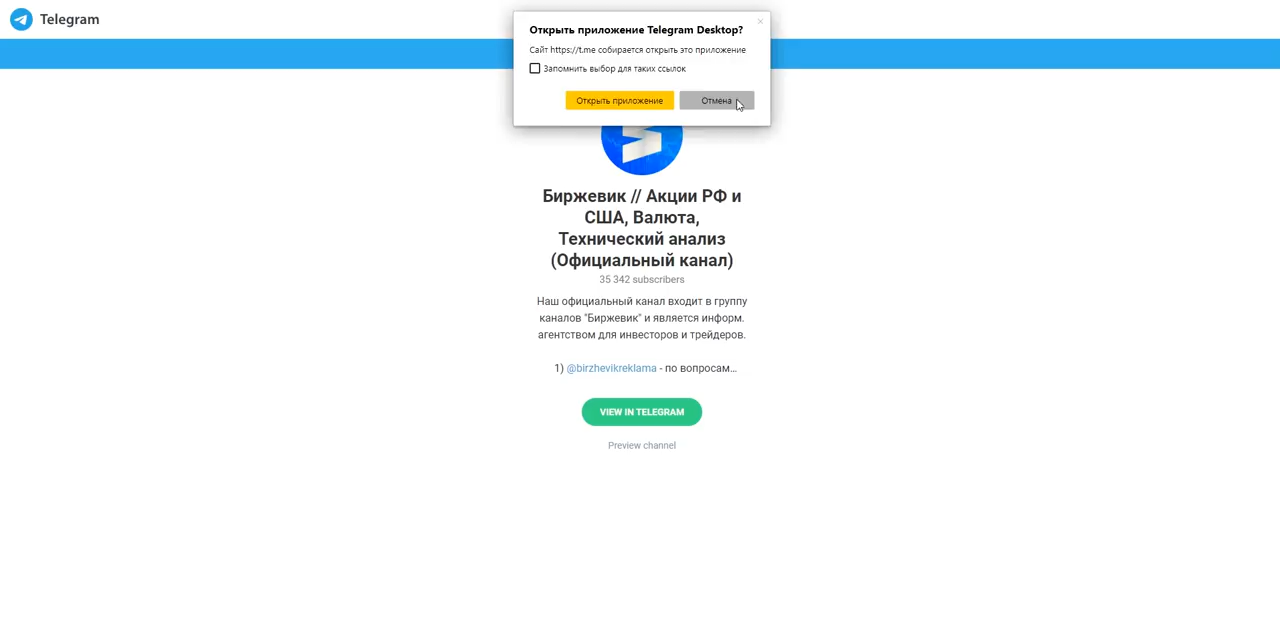 Telegram
Открыть приложение Telegram Desktop?
Сайт https://t.me собирается открыть это приложение
Запомнить выбор для таких ссылок
Открыть приложение
Отмена
Биржевик // Акции РФ и
США, Валюта,
Технический анализ
(Официальный канал)
35 342 subscribers
Наш официальный канал входит в группу
каналов "Биржевик" и является информ.
агентством для инвесторов и трейдеров.
1) @birzhevikreklama - по вопросам...
VIEW IN TELEGRAM
Preview channel